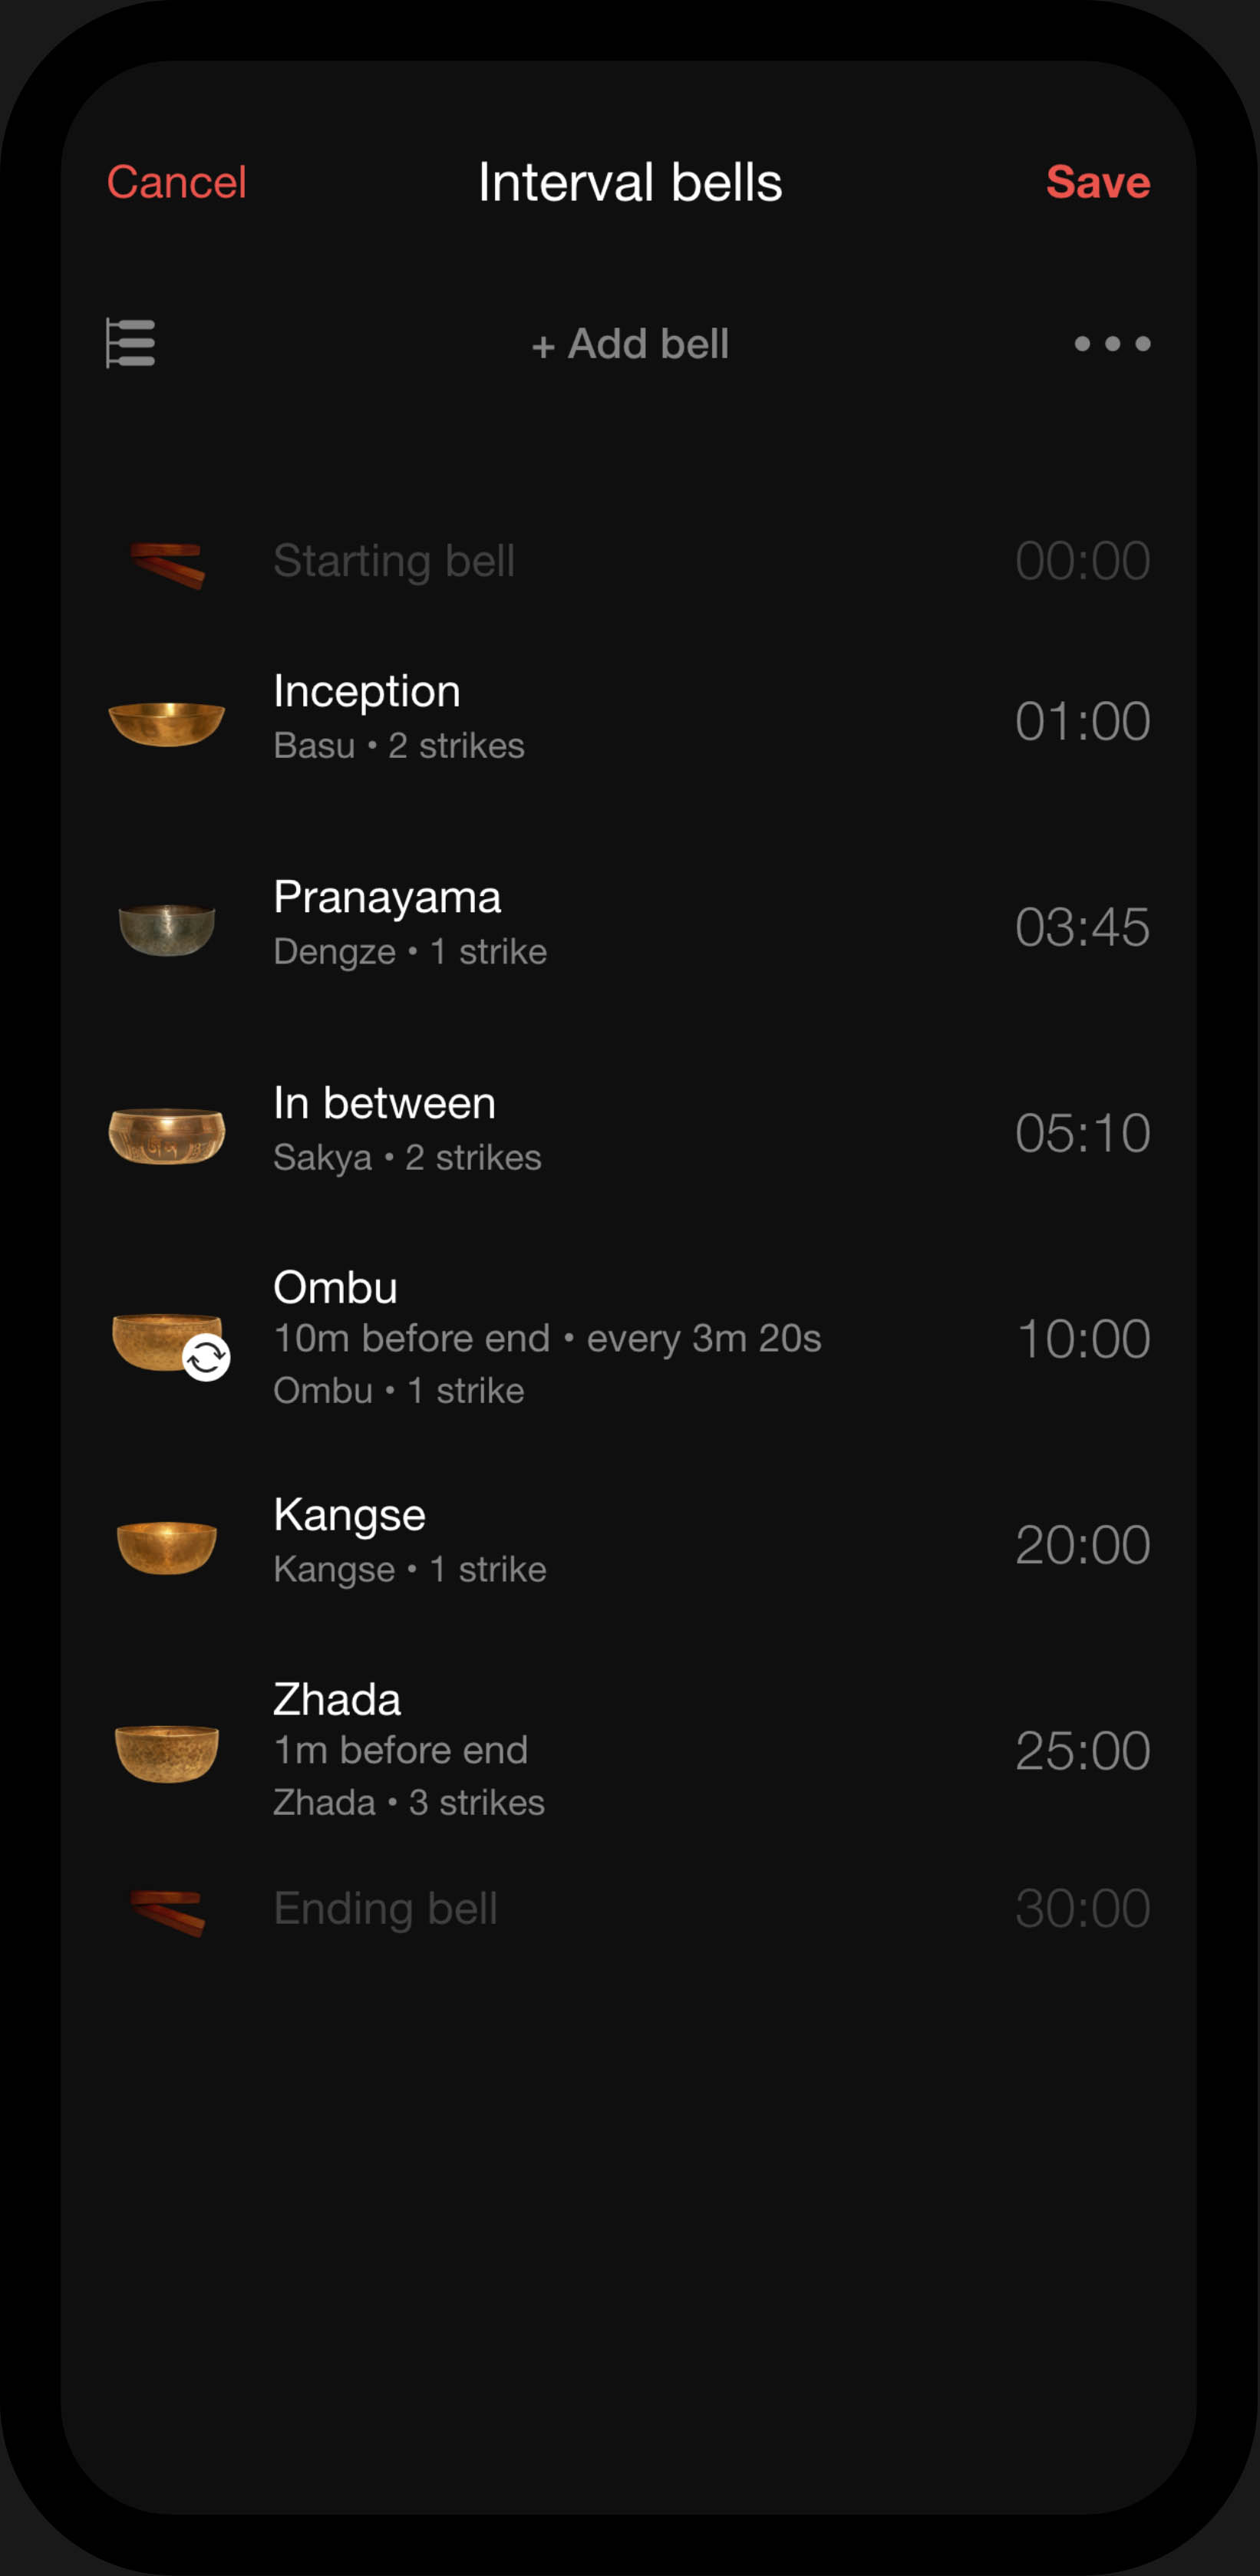 Cancel
Interval bells
Save
+ Add bell
Starting bell
00:00
Inception
Basu • 2 strikes
01:00
Pranayama
Dengze • 1 strike
03:45
In between
Sakya • 2 strikes
05:10
Ombu
10m before end • every 3m 20s
Ombu • 1 strike
10:00
Kangse
Kangse • 1 strike
20:00
Zhada
1m before end
Zhada • 3 strikes
25:00
Ending bell
30:00